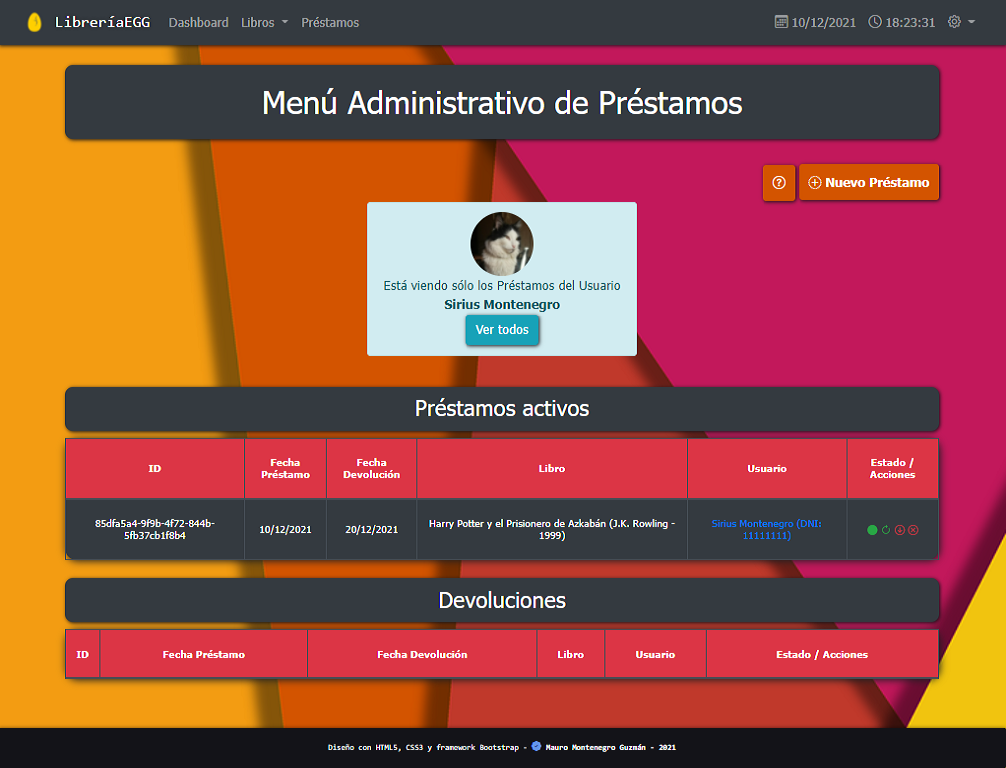 LibreríaEGG Dashboard Libros Préstamos 10/12/2021 18:23:31
Menú Administrativo de Préstamos
Nuevo Préstamo
Está viendo sólo los Préstamos del Usuario
Sirius Montenegro
Ver todos
Préstamos activos
ID Fecha Préstamo Fecha Devolución Libro Usuario Estado / Acciones
85dfa5a4-9f9b-4f72-844b-5fb37cb1f8b4 10/12/2021 20/12/2021 Harry Potter y el Prisionero de Azkabán (J.K. Rowling - 1999) Sirius Montenegro (DNI: 11111111)
Devoluciones
ID Fecha Préstamo Fecha Devolución Libro Usuario Estado / Acciones
Diseño con HTML5, CSS3 y framework Bootstrap - Mauro Montenegro Guzmán - 2021